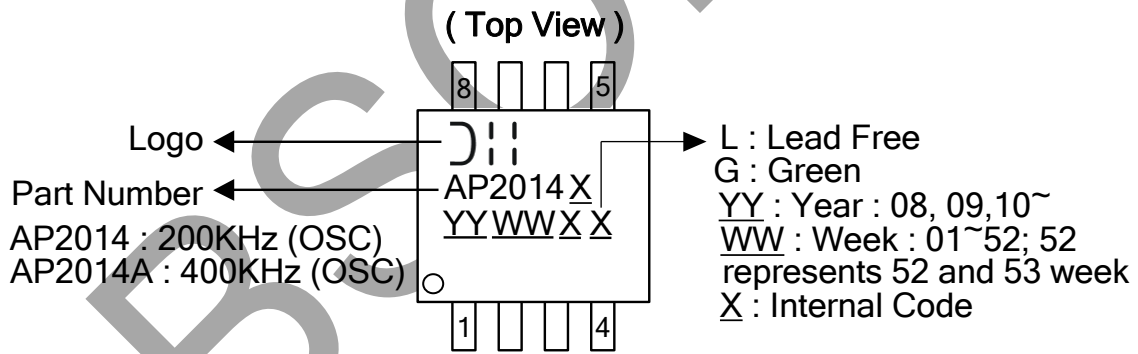 ( Top View )
8 5
Logo
AP2014 X
YY WW X X
Part Number
AP2014 : 200KHz (OSC)
AP2014A : 400KHz (OSC)
1 4
L : Lead Free
G : Green
YY : Year : 08, 09,10~
WW : Week : 01~52; 52
represents 52 and 53 week
X : Internal Code